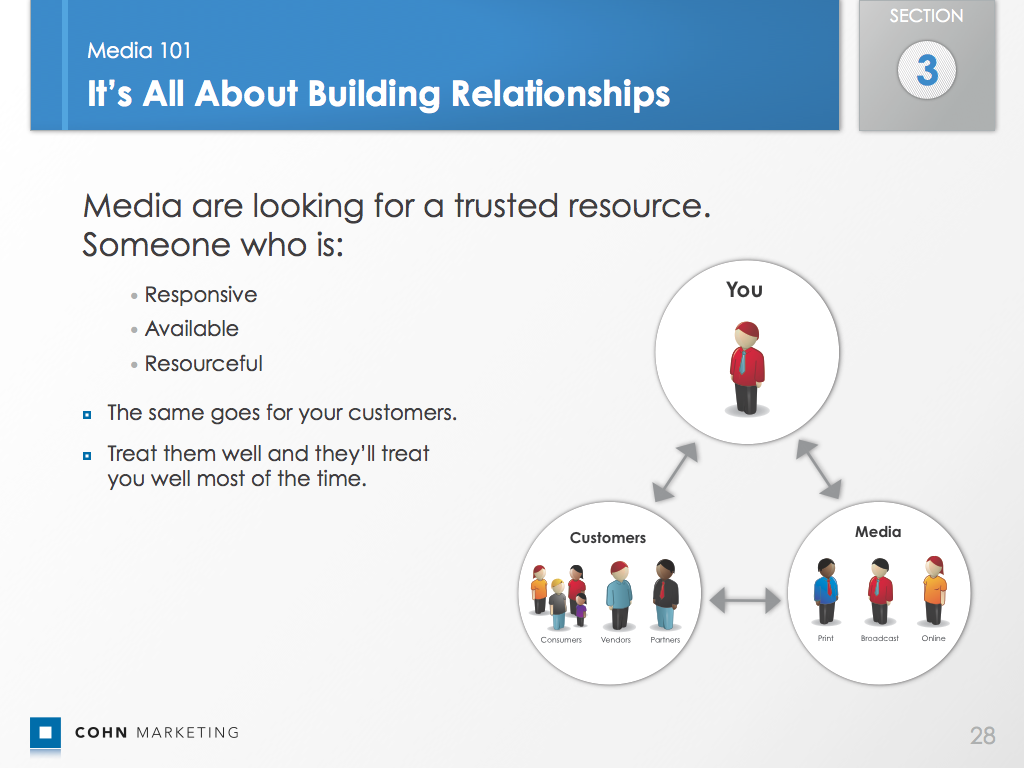 SECTION
3
Media 101
It's All About Building Relationships
Media are looking for a trusted resource.
Someone who is:
• Responsive
• Available
• Resourceful
The same goes for your customers.
Treat them well and they'll treat
you well most of the time.
You
Customers
Consumers Vendors Partners
Media
Print Broadcast Online
COHN MARKETING
28